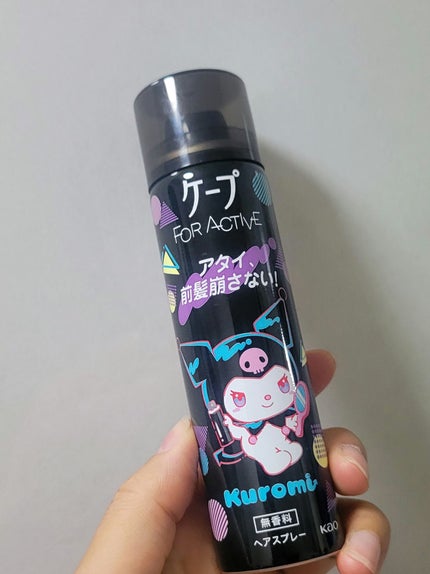 ケープ
FOR ACTIVE
アタイ、
前髪崩さない!
Kuromi
無香料
ヘアスプレー
Kao